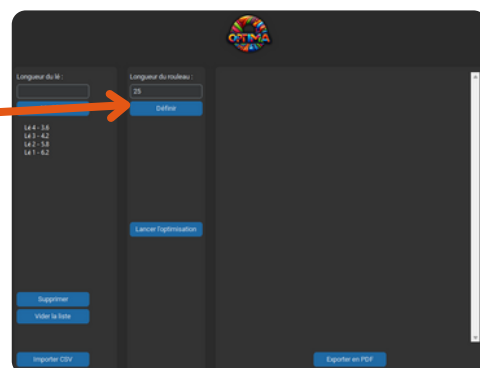 OPTIMA
Longueur du lé :
Longueur du rouleau :
25
Définir
Lé 4 - 3.6
Lé 3 - 4.2
Lé 2 - 5.8
Lé 1 - 6.2
Lancer l'optimisation
Supprimer
Vider la liste
Importer CSV
Exporter en PDF